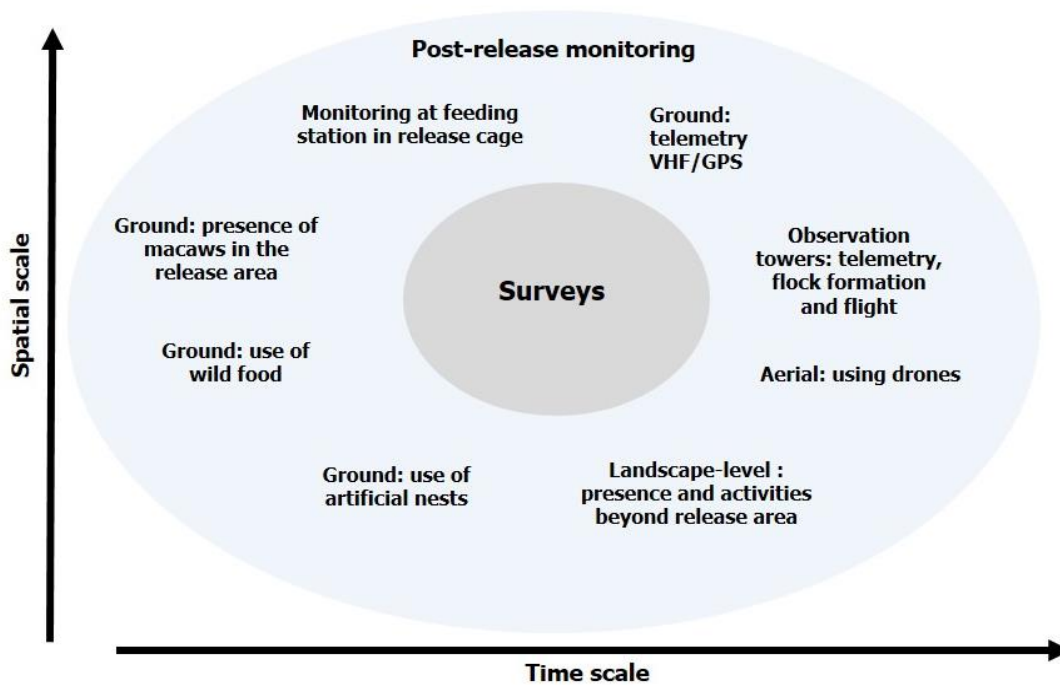 Post-release monitoring
Monitoring at feeding
station in release cage
Ground:
telemetry
VHF/GPS
Ground: presence of
macaws in the
release area
Surveys
Observation
towers: telemetry,
flock formation
and flight
Ground: use of
wild food
Aerial: using drones
Ground: use of
artificial nests
Landscape-level :
presence and activities
beyond release area
Spatial scale
Time scale